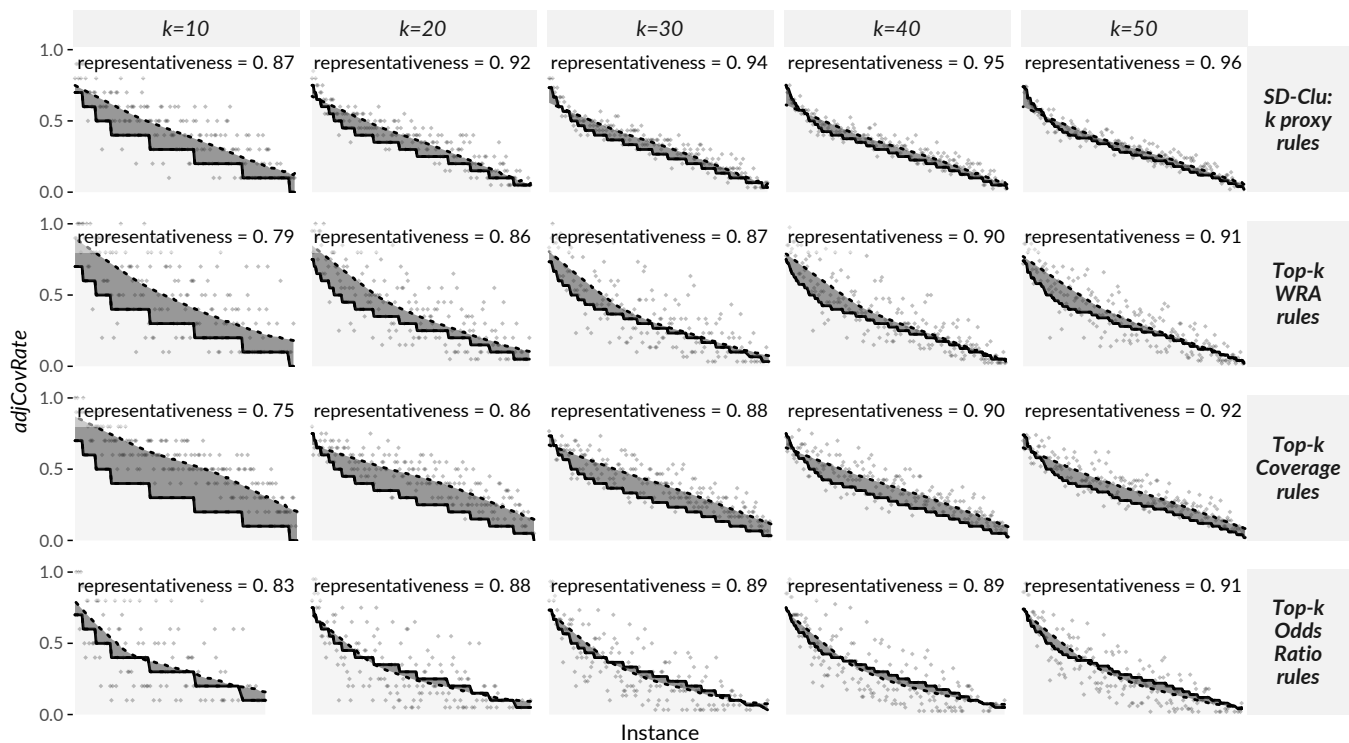 k=10 k=20 k=30 k=40 k=50
1.0
representativeness = 0. 87 representativeness = 0. 92 representativeness = 0. 94 representativeness = 0. 95 representativeness = 0. 96
SD-Clu:
k proxy
rules
0.5
0.0
1.0
representativeness = 0. 79 representativeness = 0. 86 representativeness = 0. 87 representativeness = 0. 90 representativeness = 0. 91
Top-k
WRA
rules
0.5
0.0
adjCovRate
1.0
representativeness = 0. 75 representativeness = 0. 86 representativeness = 0. 88 representativeness = 0. 90 representativeness = 0. 92
Top-k
Coverage
rules
0.5
0.0
1.0
representativeness = 0. 83 representativeness = 0. 88 representativeness = 0. 89 representativeness = 0. 89 representativeness = 0. 91
Top-k
Odds
Ratio
rules
0.5
0.0
Instance